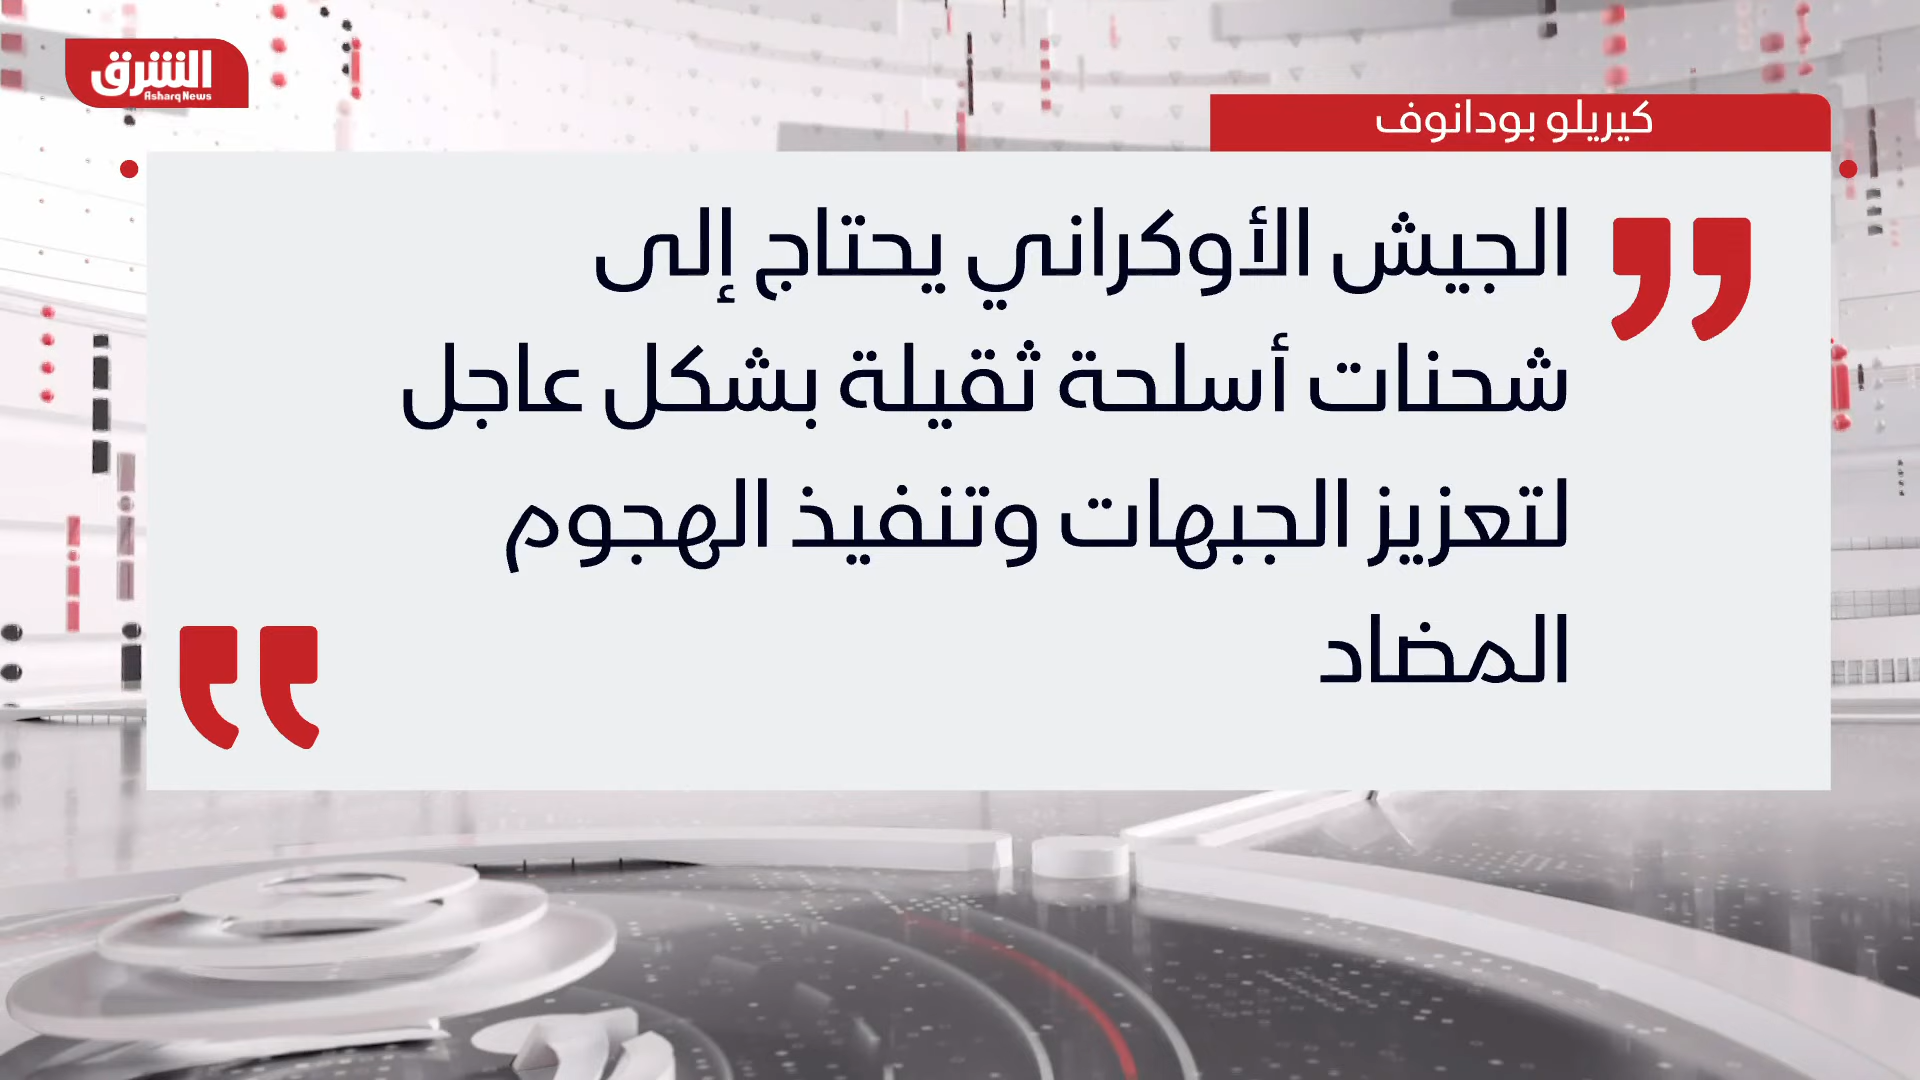 الشرق
Asharq News
كيريلو بودانوف
الجيش الأوكراني يحتاج إلى
شحنات أسلحة ثقيلة بشكل عاجل
لتعزيز الجبهات وتنفيذ الهجوم
المضاد